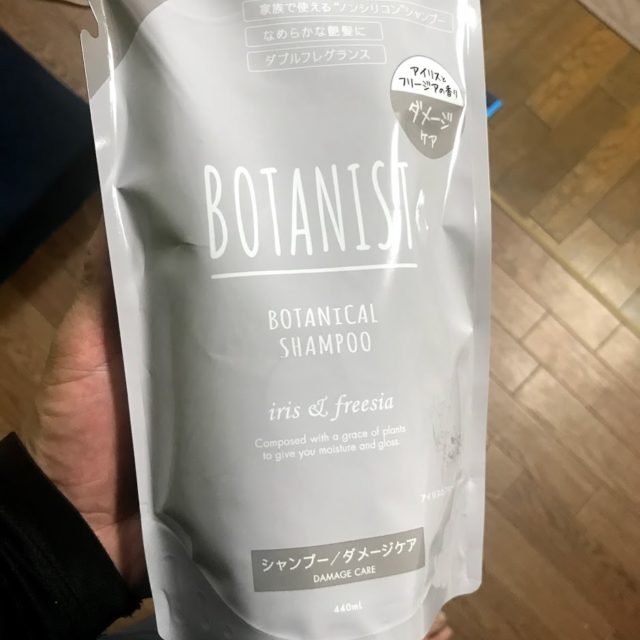 家族で使える"ノンシリコン"シャンプー
なめらかな艶髪に
ダブルフレグランス
アイリスと
フリージアの香り
ダメージ
ケア
BOTANIST
BOTANICAL
SHAMPOO
iris & freesia
Composed with a grace of plants
to give you moisture and gloss.
シャンプー/ダメージケア
DAMAGE CARE
440mL